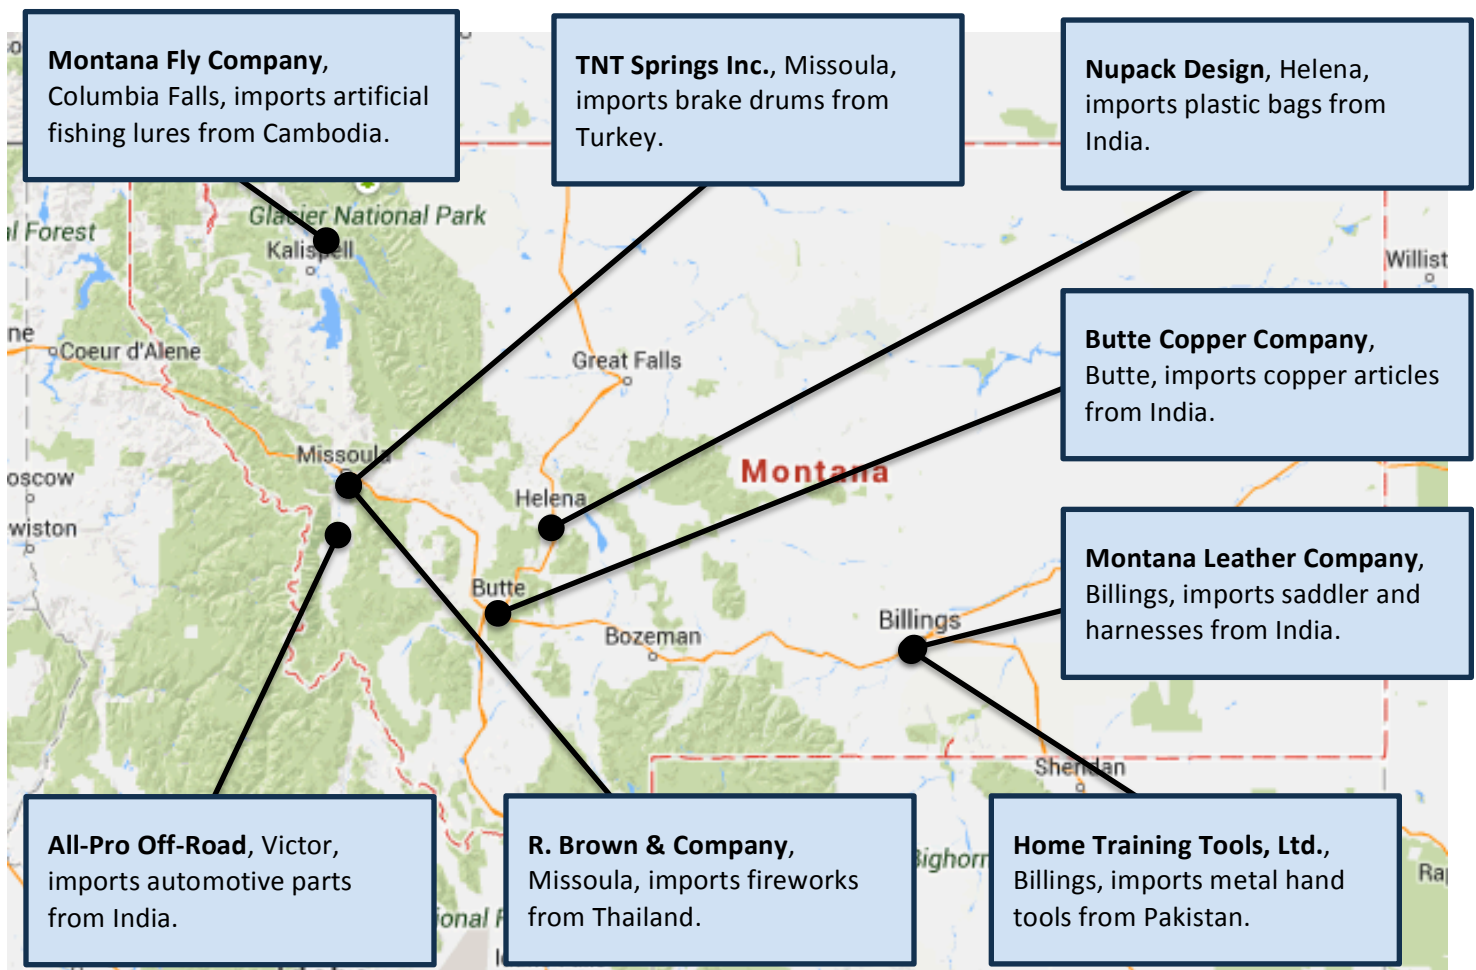 Montana Fly Company,
Columbia Falls, imports artificial
fishing lures from Cambodia.
TNT Springs Inc., Missoula,
imports brake drums from
Turkey.
Nupack Design, Helena,
imports plastic bags from
India.
Glacier National Park
Kalispell
Forest
Willist
ne
Coeur d'Alene
Great Falls
Butte Copper Company,
Butte, imports copper articles
from India.
Missoula
oscow
Montana
Helena
wiston
Montana Leather Company,
Billings, imports saddler and
harnesses from India.
Butte
Billings
Bozeman
Sheridan
All-Pro Off-Road, Victor,
imports automotive parts
from India.
R. Brown & Company,
Missoula, imports fireworks
from Thailand.
Bighorn
Home Training Tools, Ltd.,
Billings, imports metal hand
tools from Pakistan.
Ra
ional F